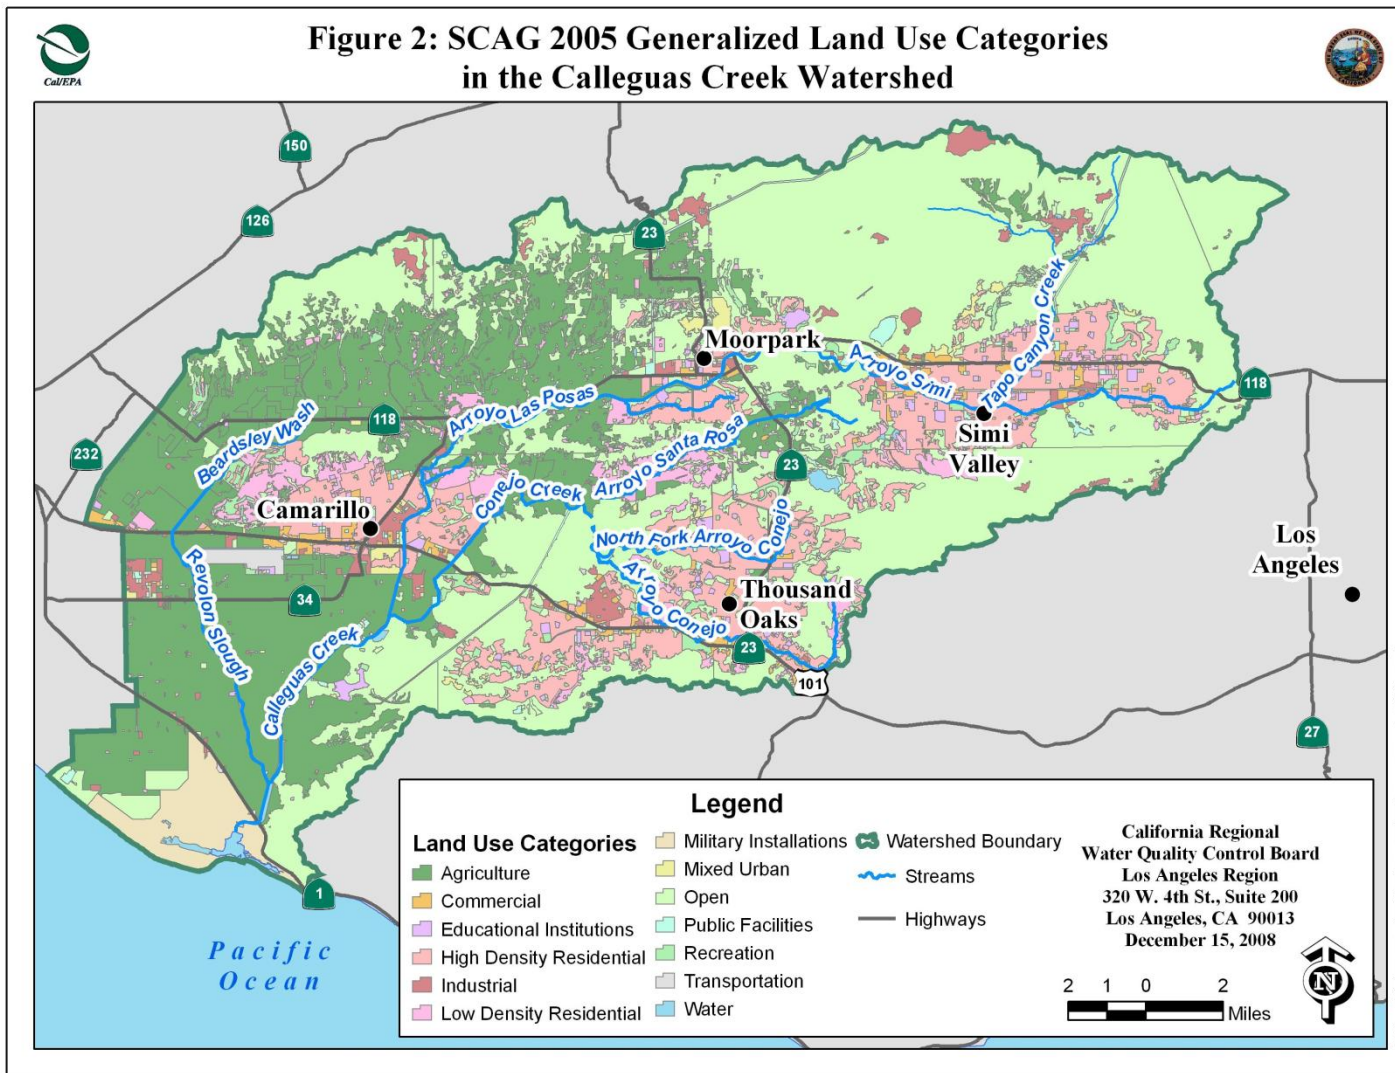 Figure 2: SCAG 2005 Generalized Land Use Categories
in the Calleguas Creek Watershed
Cal/EPA
150
126
23
Moorpark
Arroyo Simi
Tapo Canyon Creek
118
Simi
Valley
Arroyo Las Posas
118
Beardsley Wash
232
Arroyo Santa Rosa
23
Conejo Creek
Camarillo
North Fork Arroyo Conejo
Los
Angeles
Revolon Slough
34
Arroyo Conejo
Thousand
Oaks
23
101
Calleguas Creek
27
1
Pacific
Ocean
Legend
Land Use Categories
Agriculture
Commercial
Educational Institutions
High Density Residential
Industrial
Low Density Residential
Military Installations
Mixed Urban
Open
Public Facilities
Recreation
Transportation
Water
Watershed Boundary
Streams
Highways
California Regional
Water Quality Control Board
Los Angeles Region
320 W. 4th St., Suite 200
Los Angeles, CA 90013
December 15, 2008
N
2 1 0 2
Miles